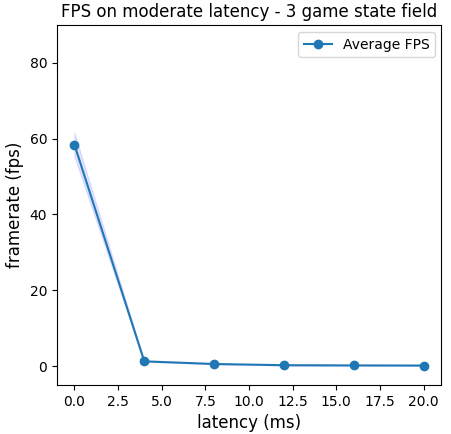 FPS on moderate latency - 3 game state field
Average FPS
80
60
40
20
0
framerate (fps)
0.0 2.5 5.0 7.5 10.0 12.5 15.0 17.5 20.0
latency (ms)